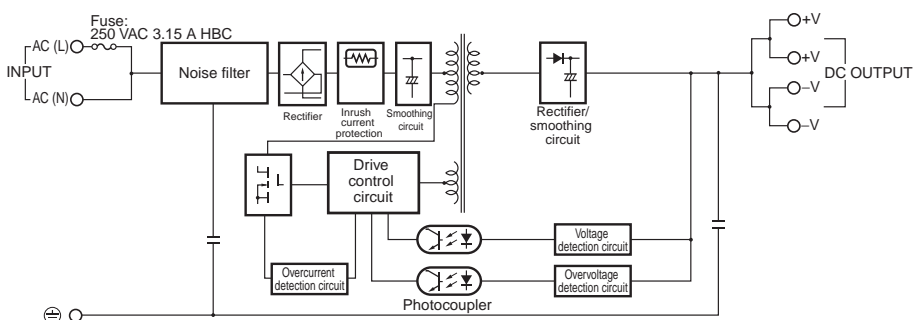 Fuse:
250 VAC 3.15 A HBC
AC (L)
INPUT
AC (N)
Noise filter
Rectifier
Inrush
current
protection
Smoothing
circuit
Rectifier/
smoothing
circuit
+V
+V
DC OUTPUT
−V
−V
Drive
control
circuit
Overcurrent
detection circuit
Voltage
detection circuit
Overvoltage
detection circuit
Photocoupler